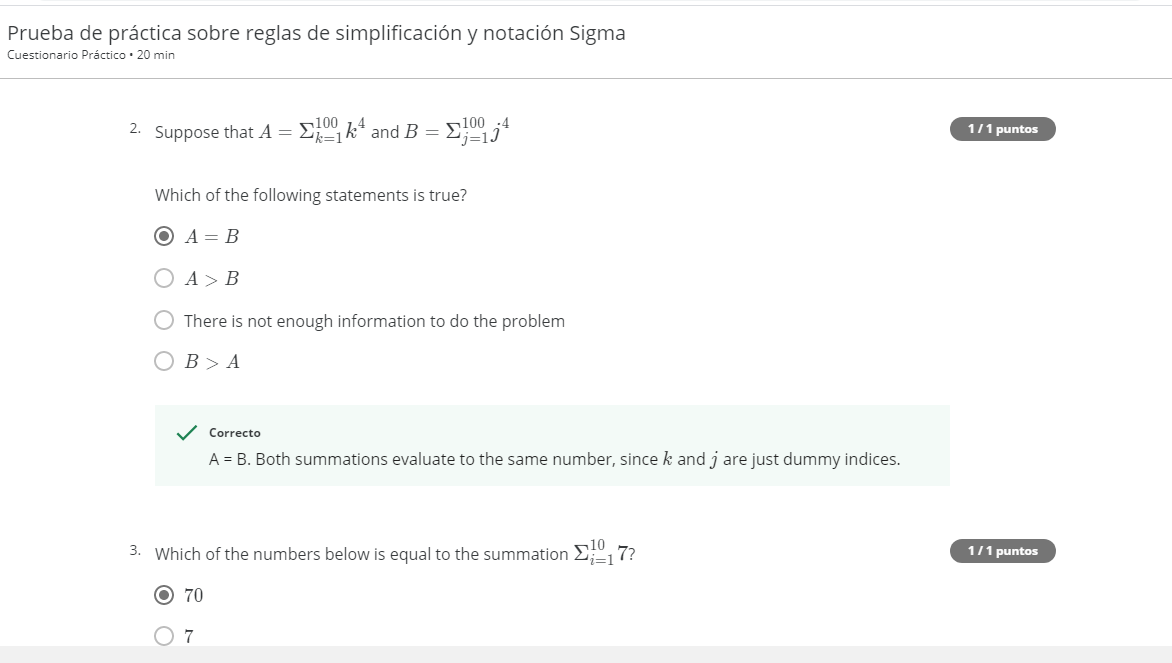 Prueba de práctica sobre reglas de simplificación y notación Sigma
Cuestionario Práctico • 20 min
2. Suppose that $A = \Sigma_{k=1}^{100} k^4$ and $B = \Sigma_{j=1}^{100} j^4$
1 / 1 puntos
Which of the following statements is true?
A = B
A > B
There is not enough information to do the problem
B > A
Correcto
A = B. Both summations evaluate to the same number, since k and j are just dummy indices.
3. Which of the numbers below is equal to the summation $\Sigma_{i=1}^{10} 7$?
1 / 1 puntos
70
7